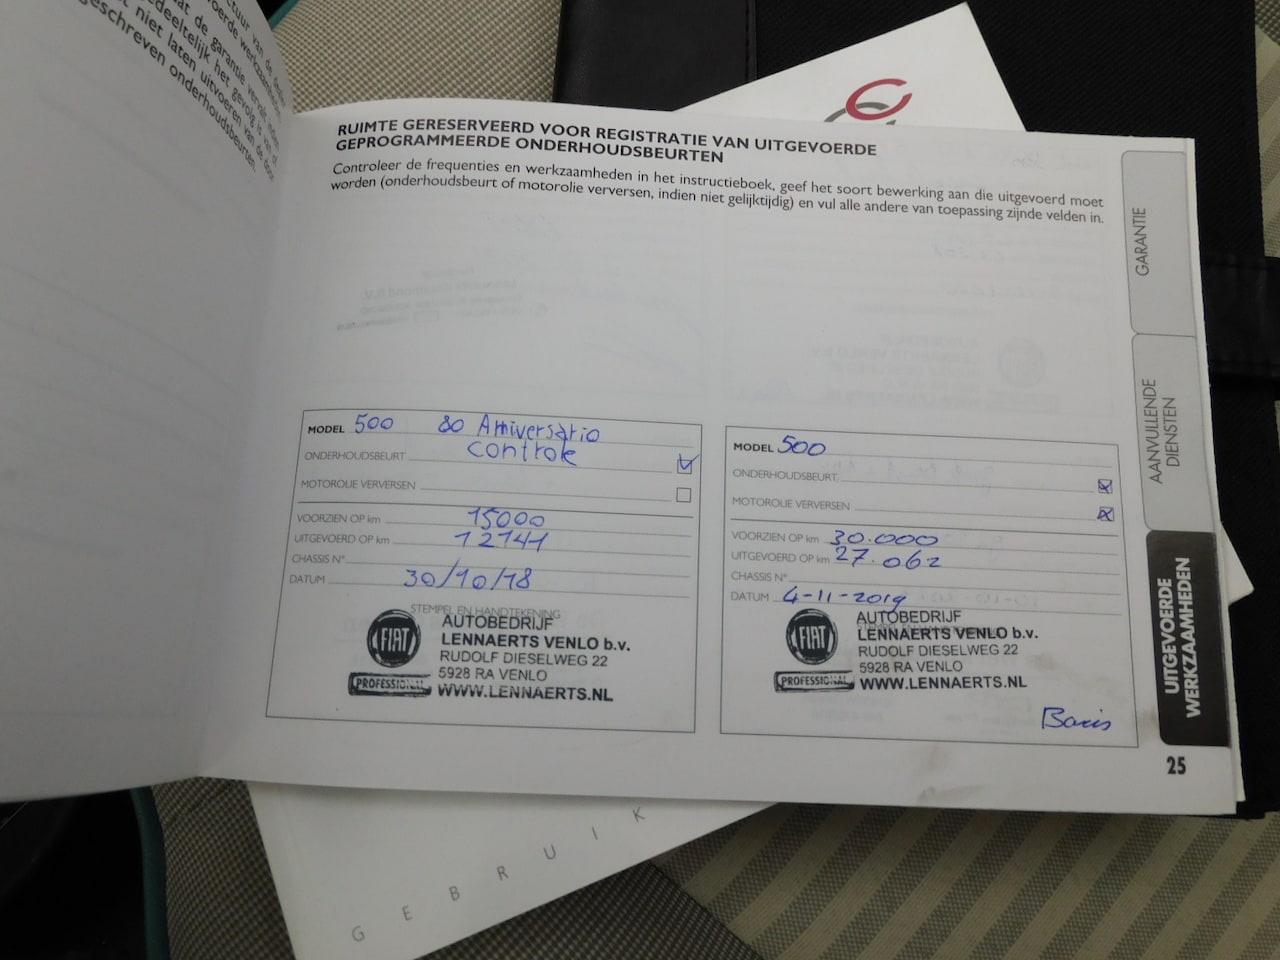 RUIMTE GERESERVEERD VOOR REGISTRATIE VAN UITGEVOERDE
GEPROGRAMMEERDE ONDERHOUDSBEURTEN
Controleer de frequenties en werkzaamheden in het instructieboek, geef het soort bewerking aan die uitgevoerd moet
worden (onderhoudsbeurt of motorolie verversen, indien niet gelijktijdig) en vul alle andere van toepassing zijnde velden in.
MODEL 500 80 Anniversario
ONDERHOUDSBEURT controle
MOTOROLIE VERVERSEN
VOORZIEN OP km 15000
UITGEVOERD OP km 12141
CHASSIS N°
DATUM 30/10/18
STEMPEL EN HANDTEKENING
FIAT
PROFESSIONAL
AUTOBEDRIJF
LENNAERTS VENLO b.v.
RUDOLF DIESELWEG 22
5928 RA VENLO
WWW.LENNAERTS.NL
MODEL 500
ONDERHOUDSBEURT
MOTOROLIE VERVERSEN
VOORZIEN OP km 30.000
UITGEVOERD OP km 27.062
CHASSIS N°
DATUM 4-11-2019
FIAT
PROFESSIONAL
AUTOBEDRIJF
LENNAERTS VENLO b.v.
RUDOLF DIESELWEG 22
5928 RA VENLO
WWW.LENNAERTS.NL
GARANTIE
AANVULLENDE
DIENSTEN
UITGEVOERDE
WERKZAAMHEDEN
25
GEBRUIK